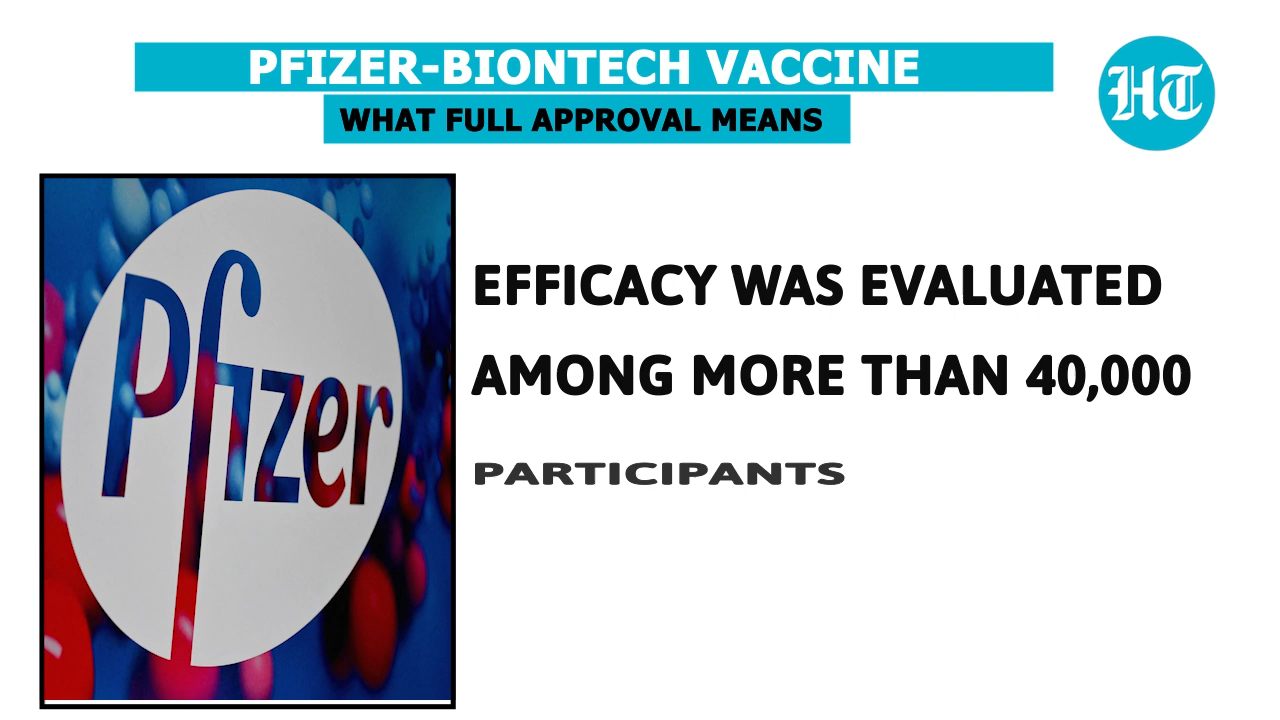 PFIZER-BIONTECH VACCINE
HT
WHAT FULL APPROVAL MEANS
Pfizer
EFFICACY WAS EVALUATED
AMONG MORE THAN 40,000
PARTICIPANTS